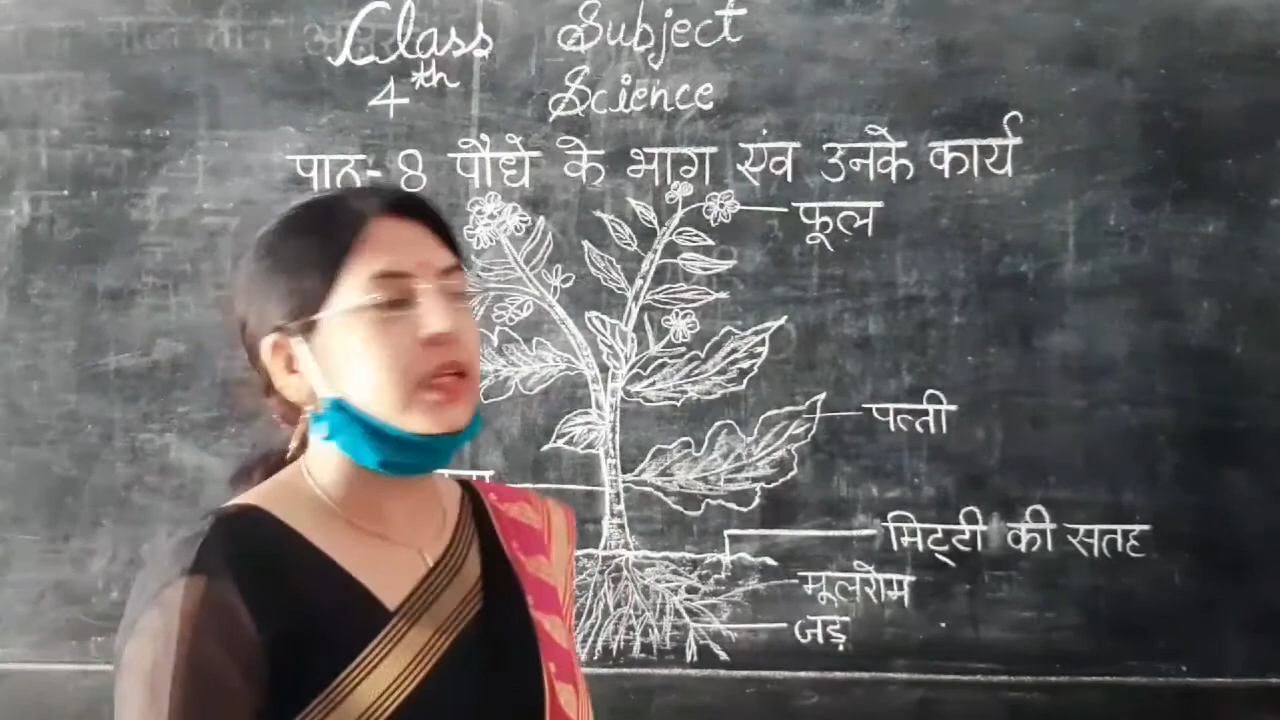 Class Subject
4th Science
पाठ-8 पौधे के भाग एंव उनके कार्य
फूल
पत्ती
मिट्टी की सतह
मूलरोम
जड़